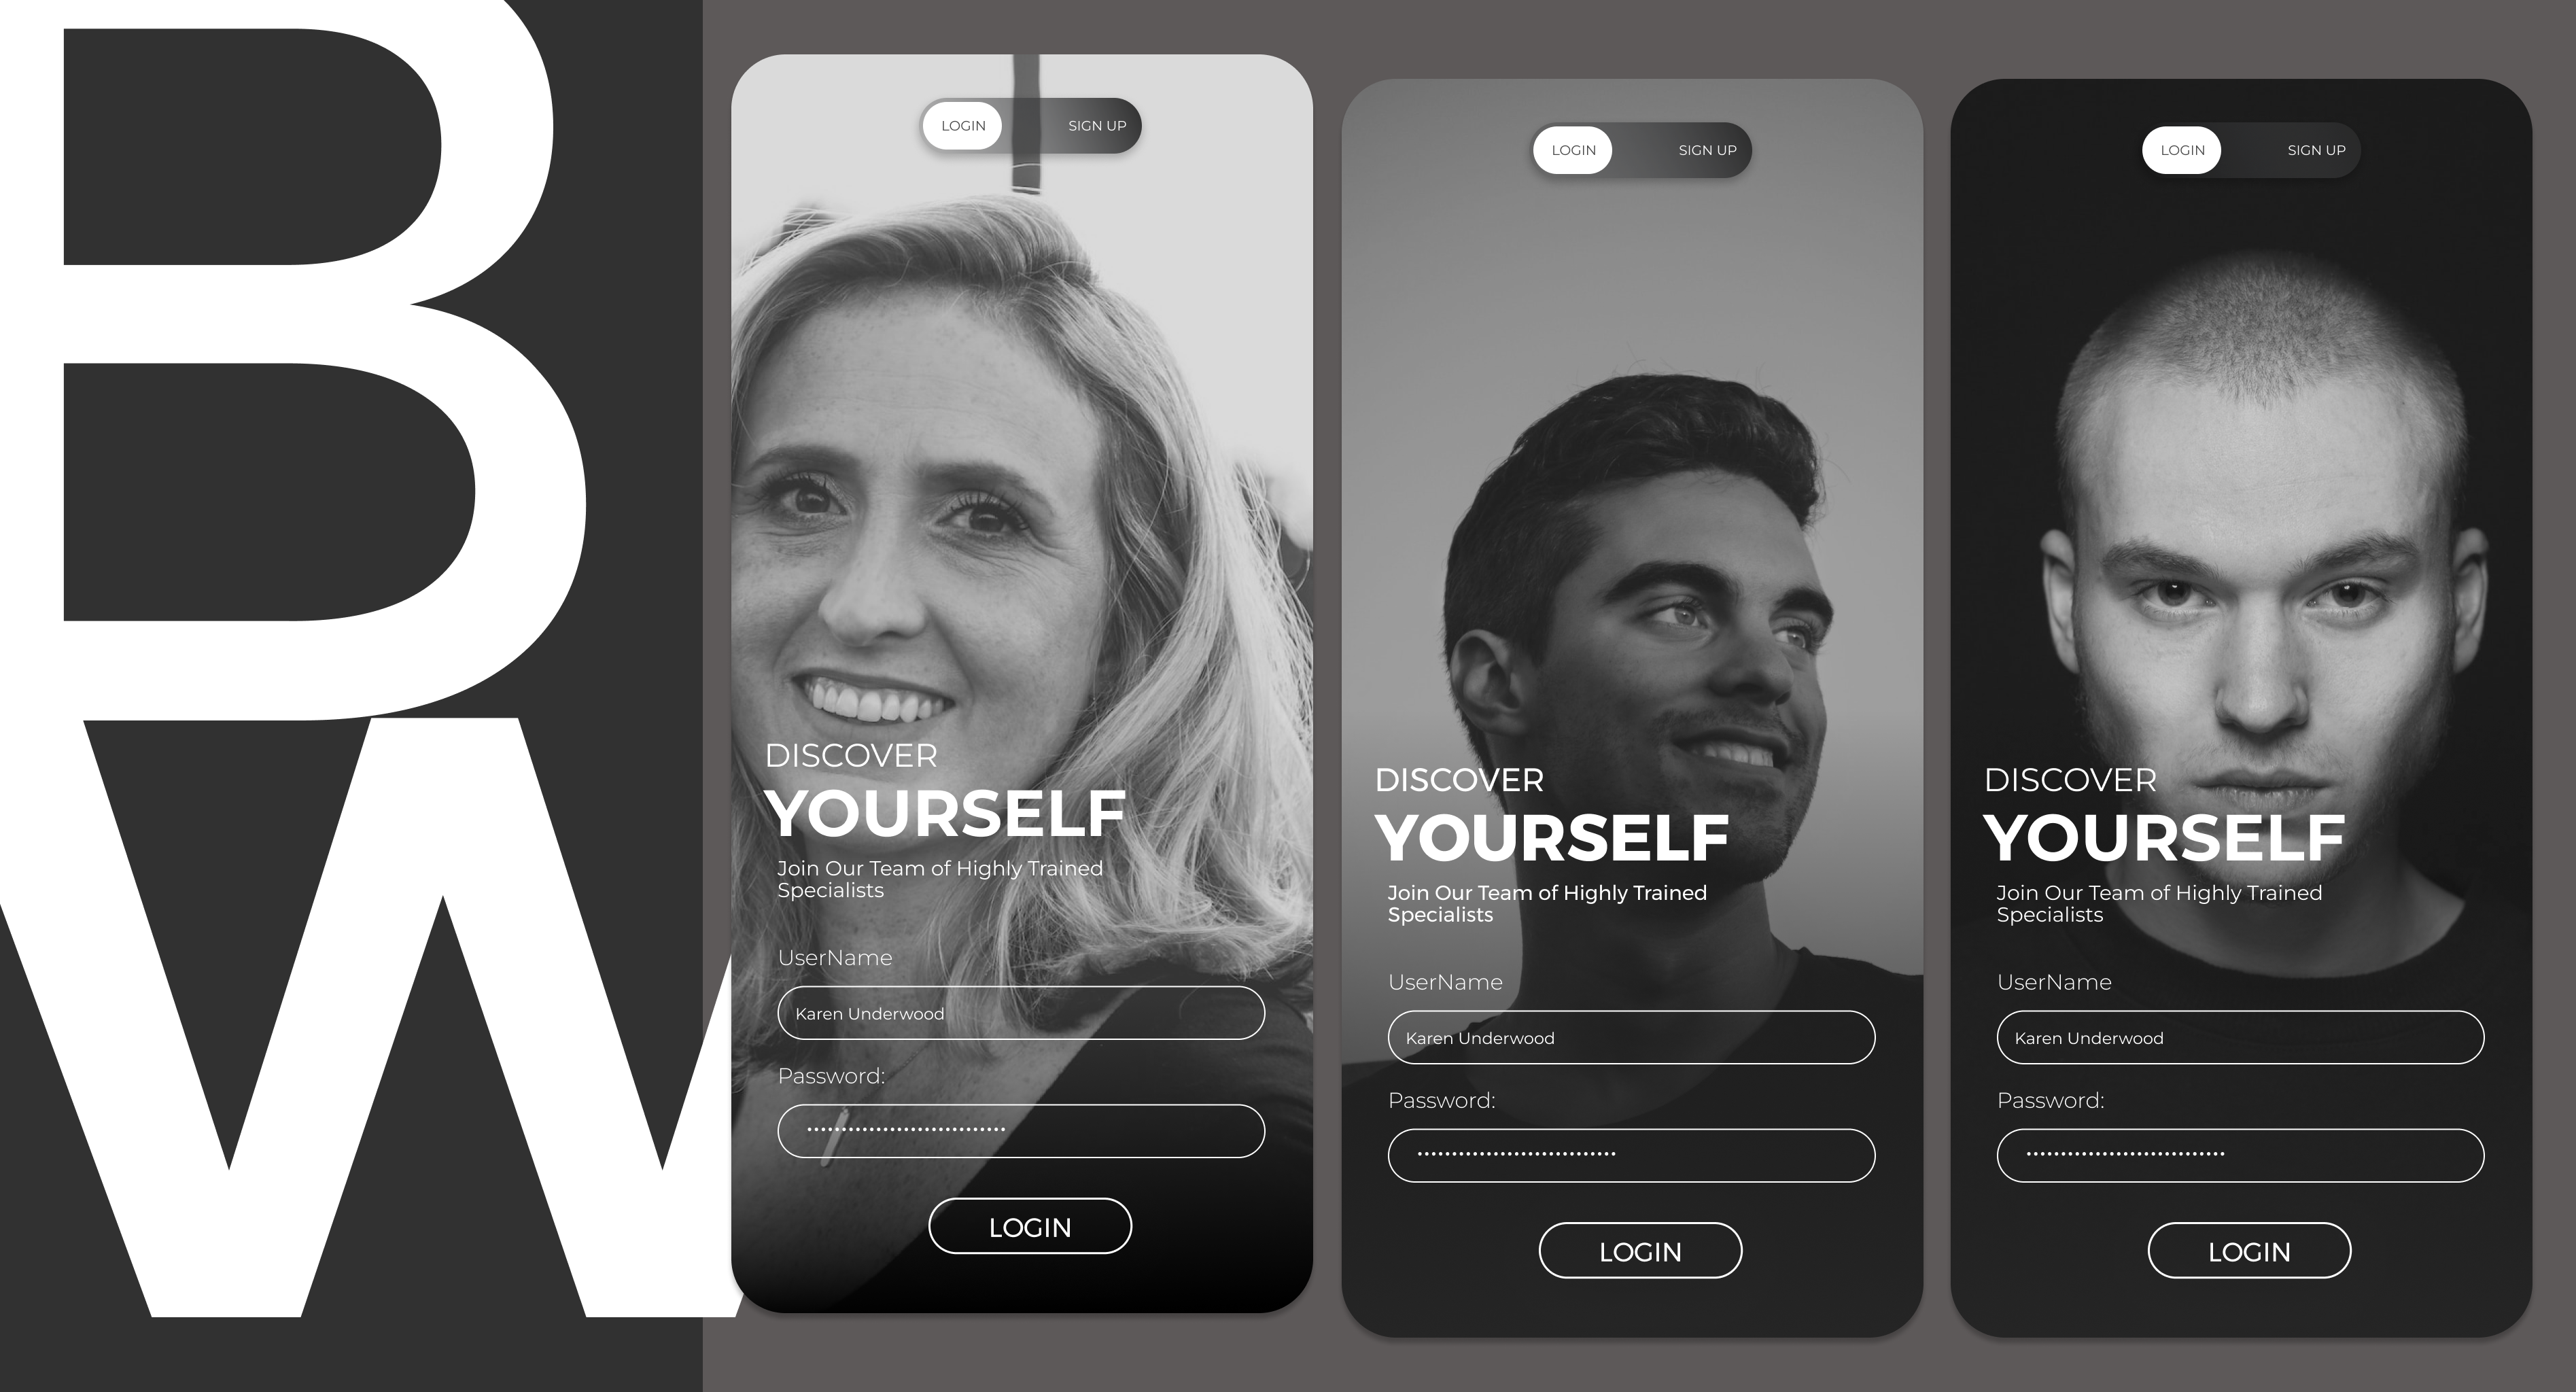 B
W
LOGIN SIGN UP
DISCOVER
YOURSELF
Join Our Team of Highly Trained
Specialists
UserName
Karen Underwood
Password:
•••••••••••••••••••••••••••••
LOGIN
LOGIN SIGN UP
DISCOVER
YOURSELF
Join Our Team of Highly Trained
Specialists
UserName
Karen Underwood
Password:
•••••••••••••••••••••••••••••
LOGIN
LOGIN SIGN UP
DISCOVER
YOURSELF
Join Our Team of Highly Trained
Specialists
UserName
Karen Underwood
Password:
•••••••••••••••••••••••••••••
LOGIN